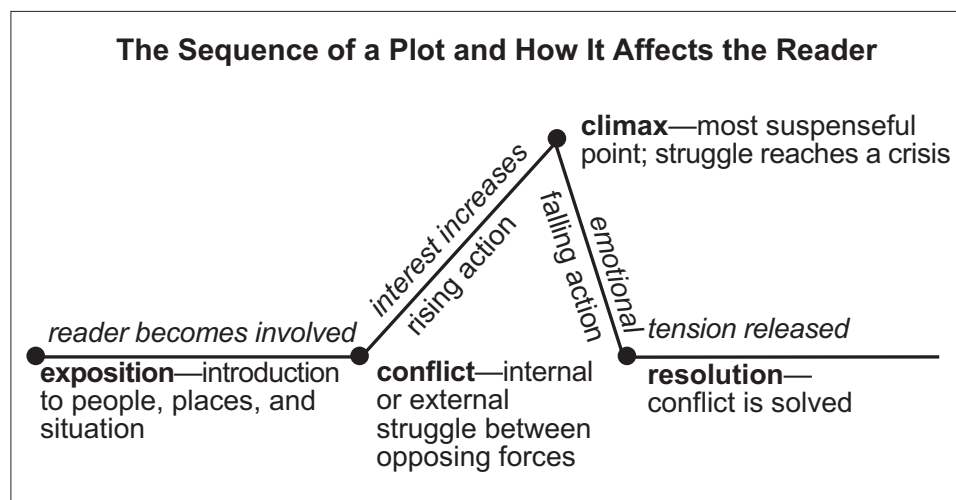 The Sequence of a Plot and How It Affects the Reader
climax—most suspenseful
point; struggle reaches a crisis
interest increases
rising action
falling action
emotional
tension released
reader becomes involved
exposition—introduction
to people, places, and
situation
conflict—internal
or external
struggle between
opposing forces
resolution—
conflict is solved